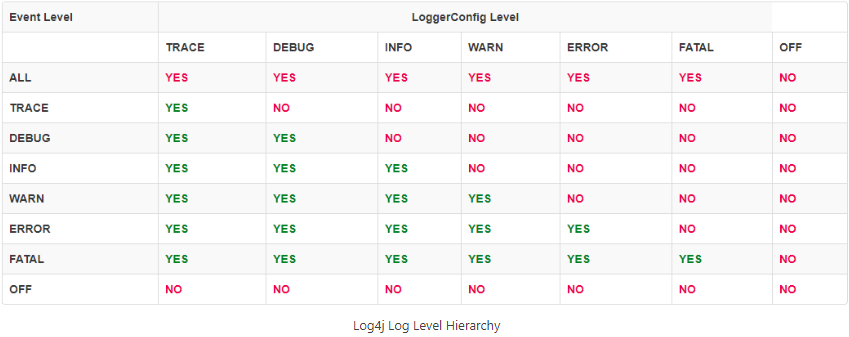 Event Level LoggerConfig Level
TRACE DEBUG INFO WARN ERROR FATAL OFF
ALL YES YES YES YES YES YES NO
TRACE YES NO NO NO NO NO NO
DEBUG YES YES NO NO NO NO NO
INFO YES YES YES NO NO NO NO
WARN YES YES YES YES NO NO NO
ERROR YES YES YES YES YES NO NO
FATAL YES YES YES YES YES YES NO
OFF NO NO NO NO NO NO NO
Log4j Log Level Hierarchy